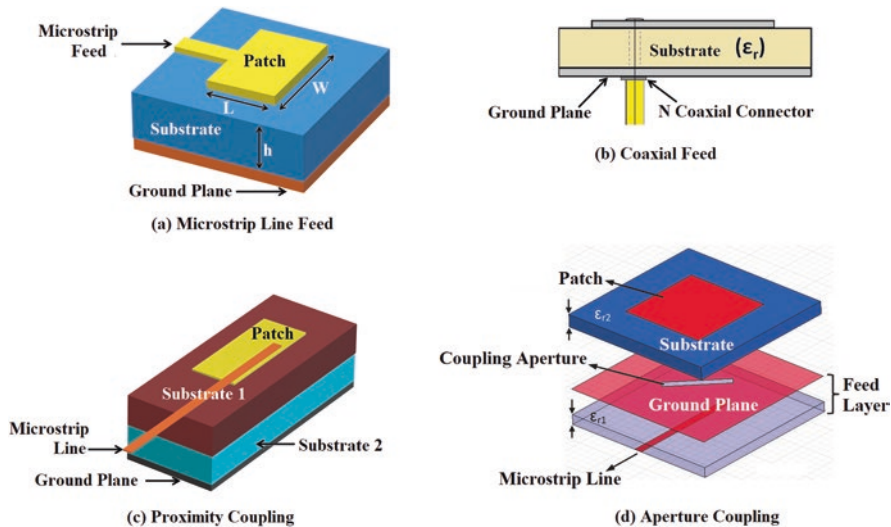 Microstrip
Feed
Patch
W
L
Substrate
h
Ground Plane
(a) Microstrip Line Feed
Substrate (εr)
Ground Plane
N Coaxial Connector
(b) Coaxial Feed
Patch
Substrate 1
Microstrip
Line
Substrate 2
Ground Plane
(c) Proximity Coupling
Patch
εr2
Substrate
Coupling Aperture
Ground Plane
Feed
Layer
εr1
Microstrip Line
(d) Aperture Coupling